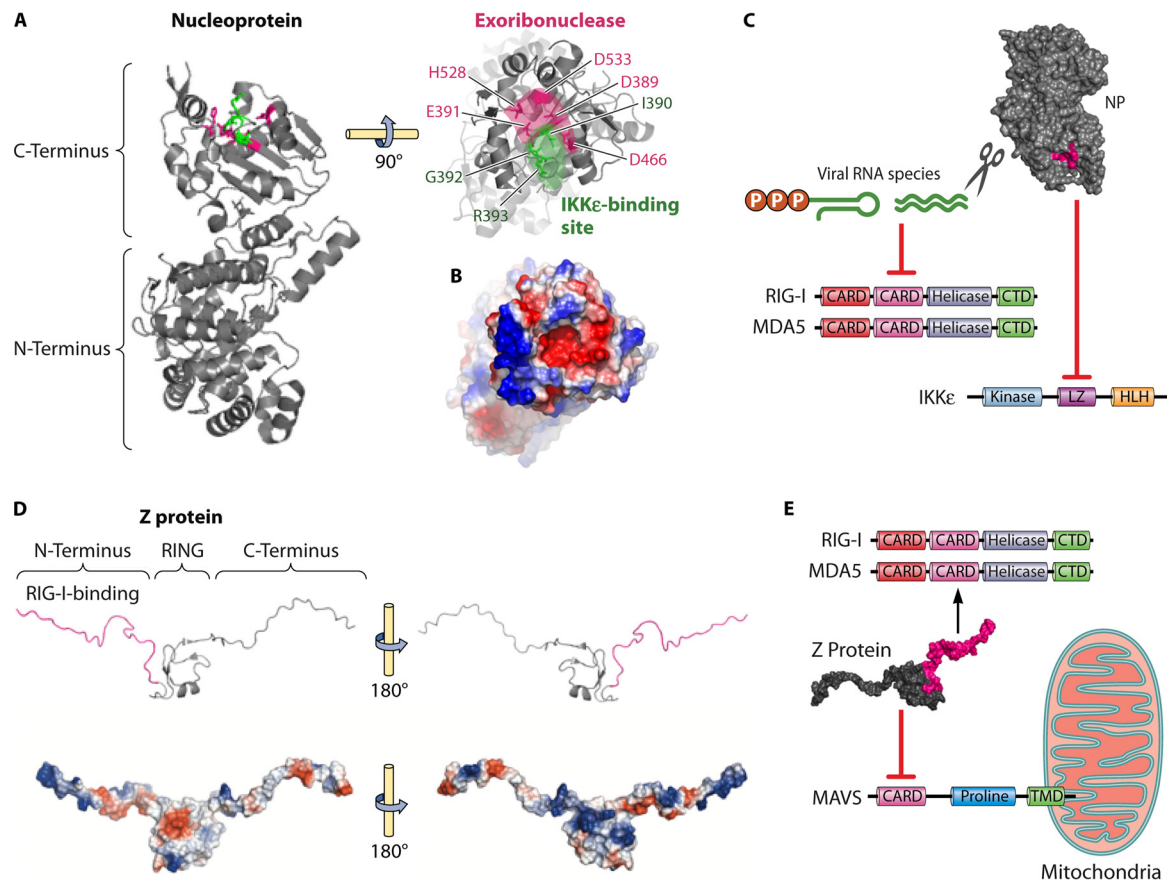 A
Nucleoprotein
C-Terminus
N-Terminus
90°
Exoribonuclease
H528
D533
E391
D389
I390
G392
D466
R393
IKKε-binding
site
B
C
NP
Viral RNA species
P P P
RIG-I CARD CARD Helicase CTD
MDA5 CARD CARD Helicase CTD
IKKε Kinase LZ HLH
D
Z protein
N-Terminus RING C-Terminus
RIG-I-binding
180°
180°
E
RIG-I CARD CARD Helicase CTD
MDA5 CARD CARD Helicase CTD
Z Protein
MAVS CARD Proline TMD
Mitochondria